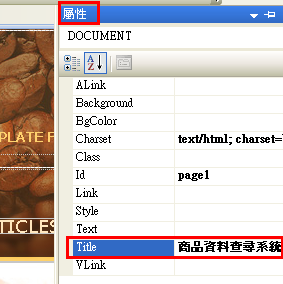 屬性
DOCUMENT
ALink
Background
BgColor
Charset text/html; charset=
Class
Id page1
Link
Style
Text
Title 商品資料查尋系統
VLink
PLATE F
TICLES